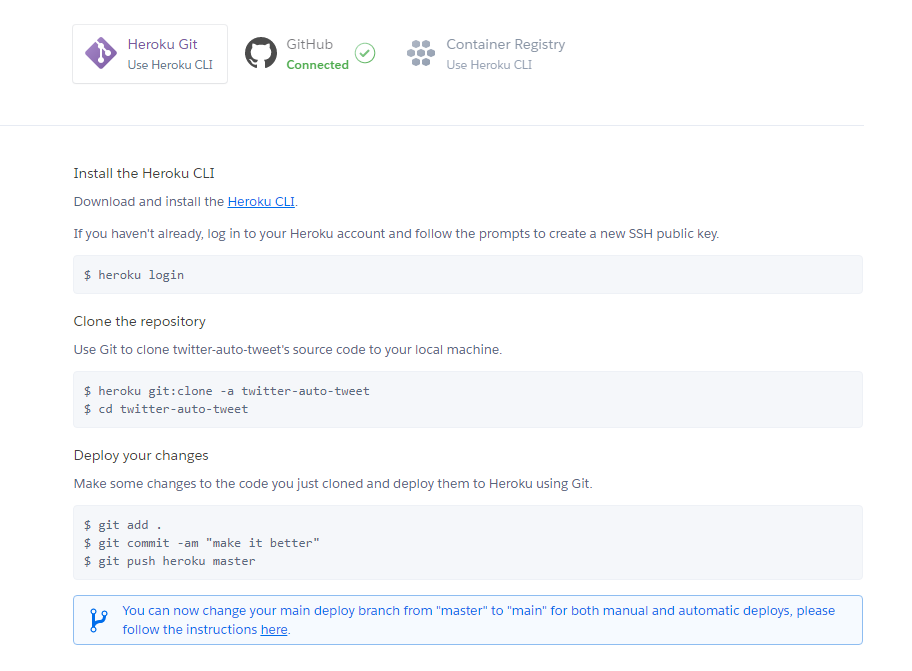 Heroku Git
Use Heroku CLI
GitHub
Connected
Container Registry
Use Heroku CLI
Install the Heroku CLI
Download and install the Heroku CLI.
If you haven't already, log in to your Heroku account and follow the prompts to create a new SSH public key.
$ heroku login
Clone the repository
Use Git to clone twitter-auto-tweet's source code to your local machine.
$ heroku git:clone -a twitter-auto-tweet
$ cd twitter-auto-tweet
Deploy your changes
Make some changes to the code you just cloned and deploy them to Heroku using Git.
$ git add .
$ git commit -am "make it better"
$ git push heroku master
You can now change your main deploy branch from "master" to "main" for both manual and automatic deploys, please
follow the instructions here.